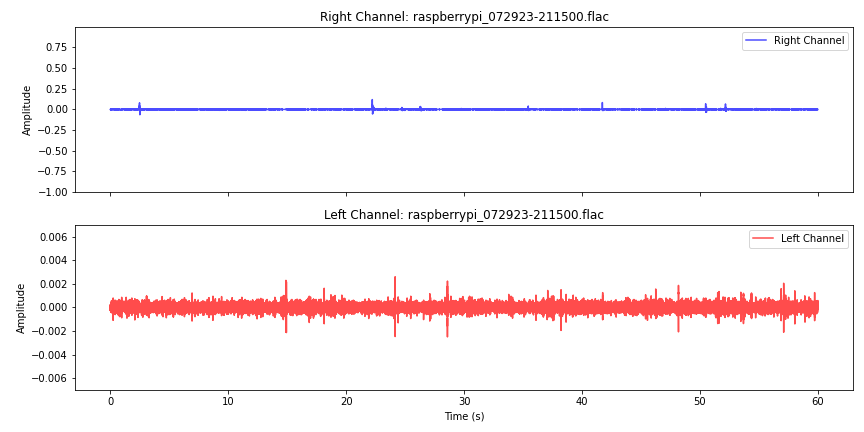 Right Channel: raspberrypi_072923-211500.flac
Right Channel
0.75
0.50
0.25
0.00
−0.25
−0.50
−0.75
−1.00
Amplitude
Left Channel: raspberrypi_072923-211500.flac
Left Channel
0.006
0.004
0.002
0.000
−0.002
−0.004
−0.006
Amplitude
0 10 20 30 40 50 60
Time (s)